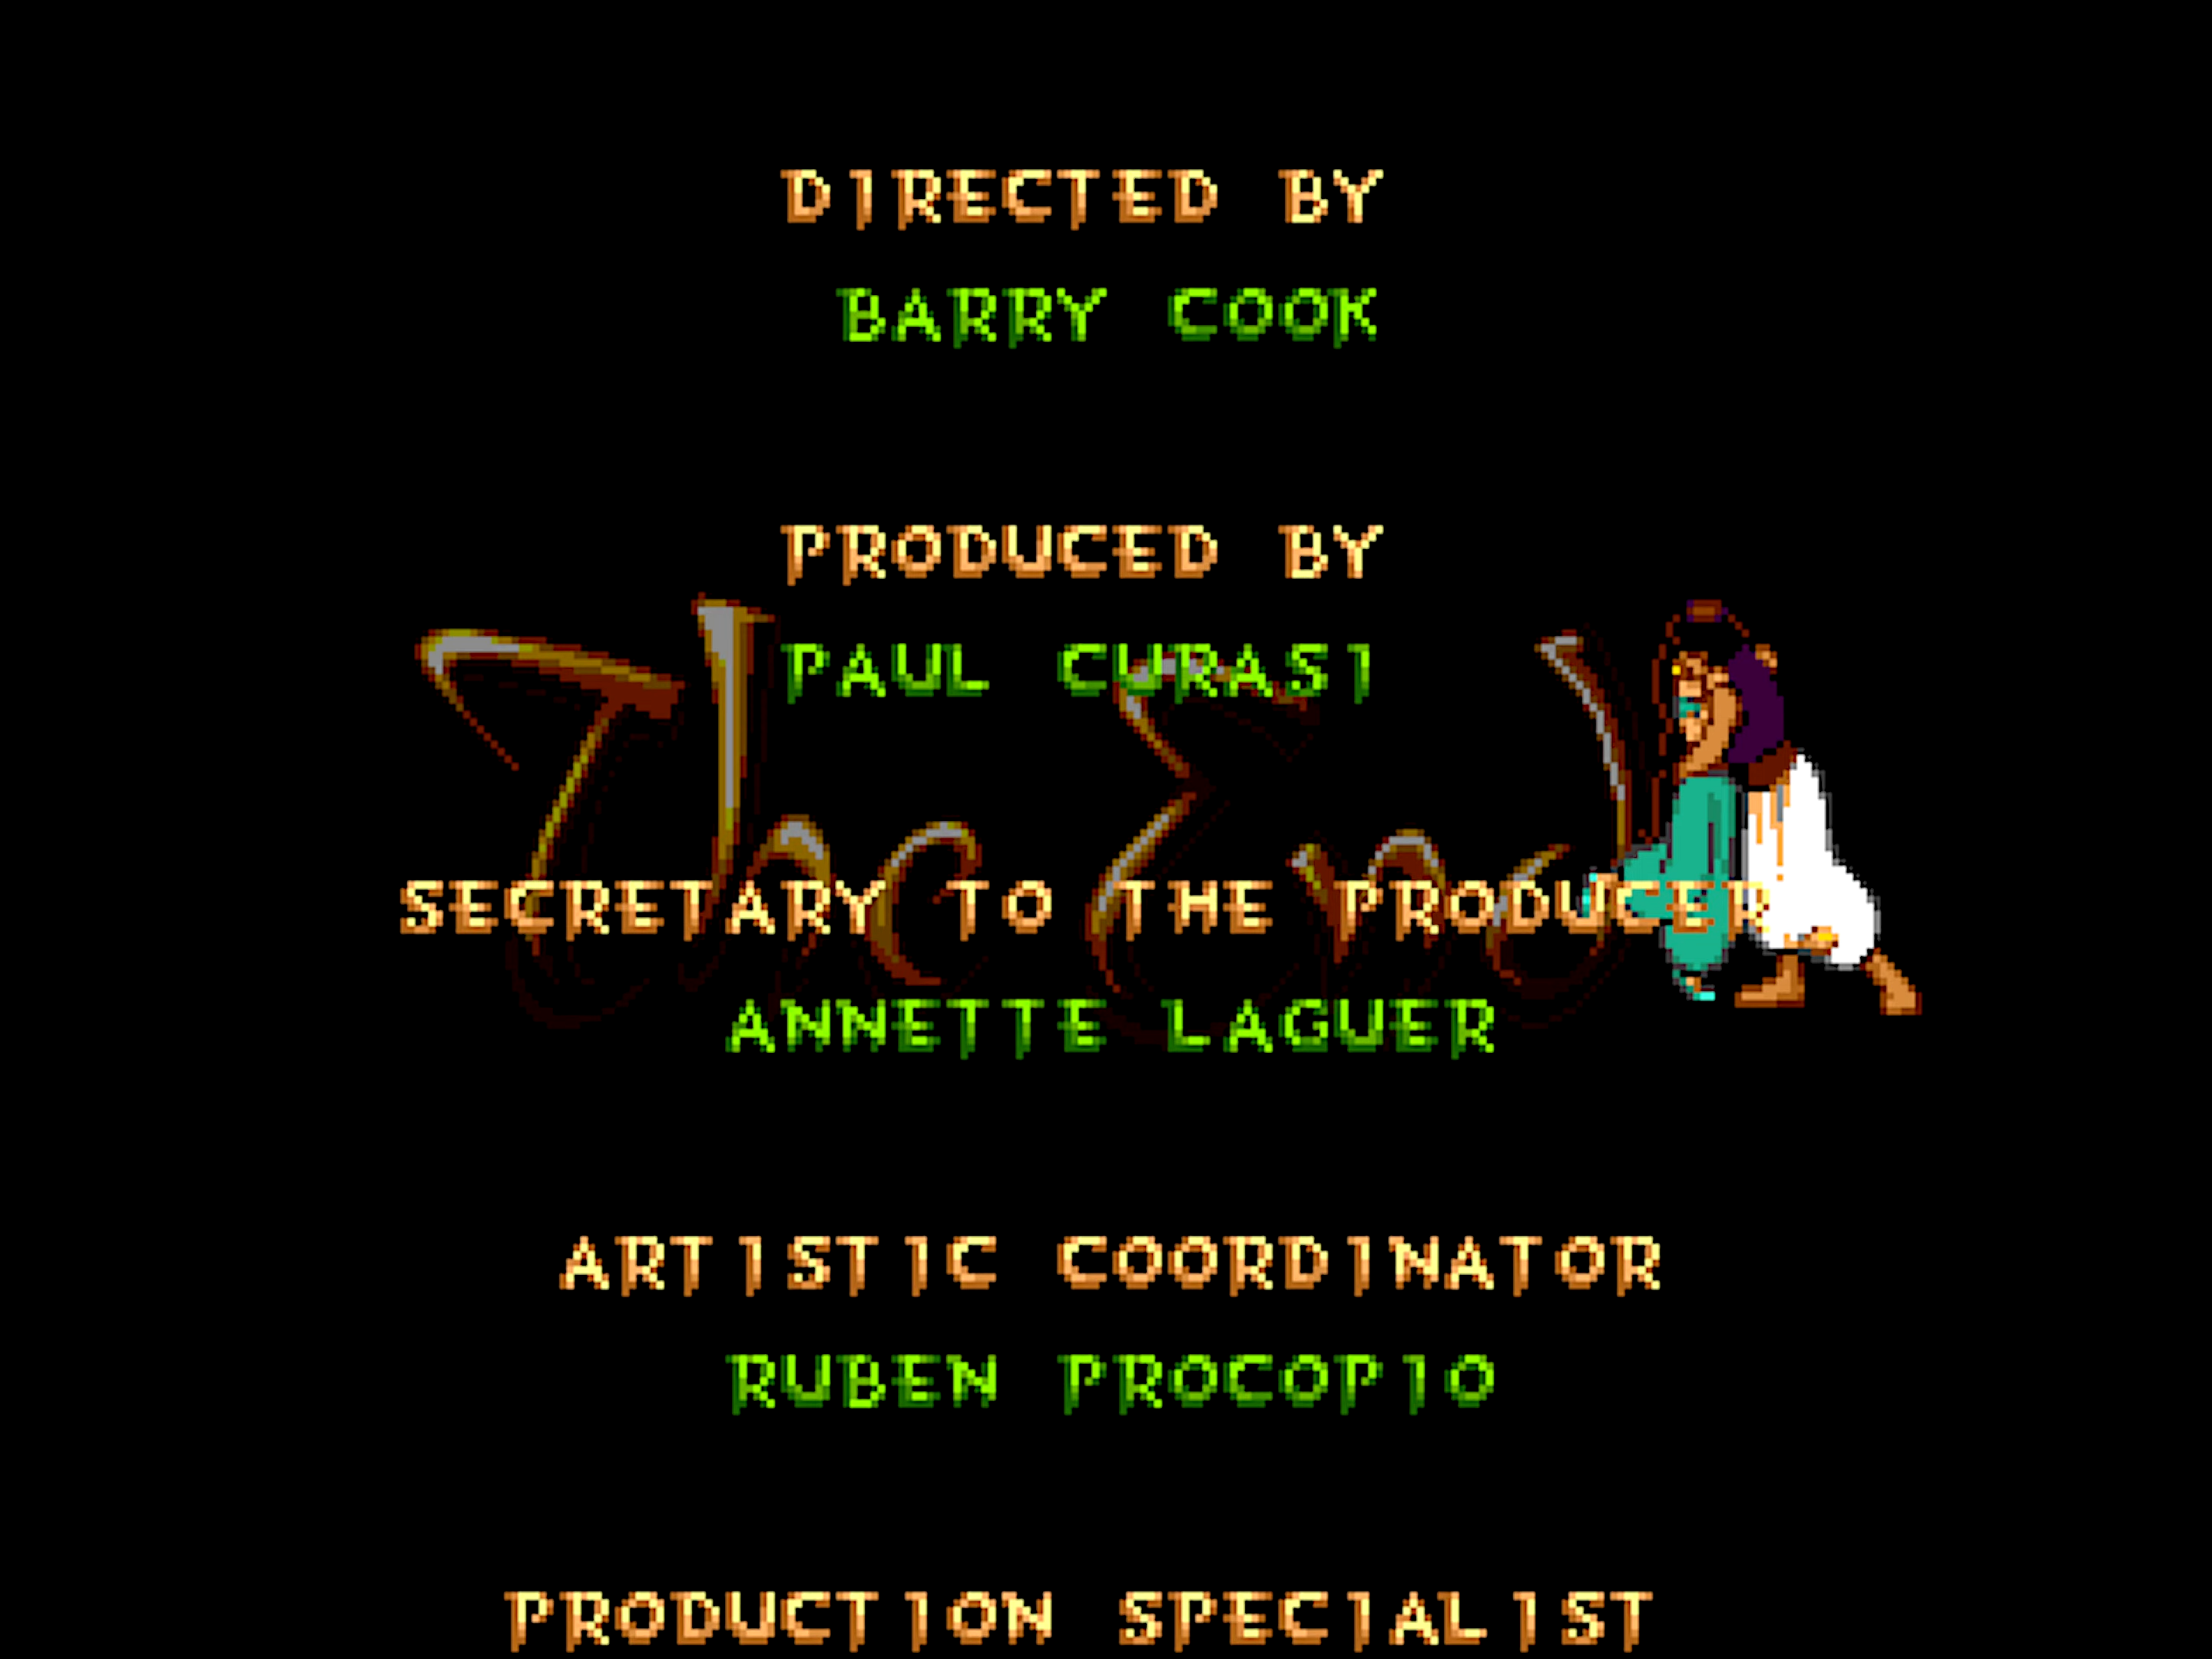 DIRECTED BY
BARRY COOK
PRODUCED BY
PAUL CURASI
The End
SECRETARY TO THE PRODUCER
ANNETTE LAGUER
ARTISTIC COORDINATOR
RUBEN PROCOPIO
PRODUCTION SPECIALIST